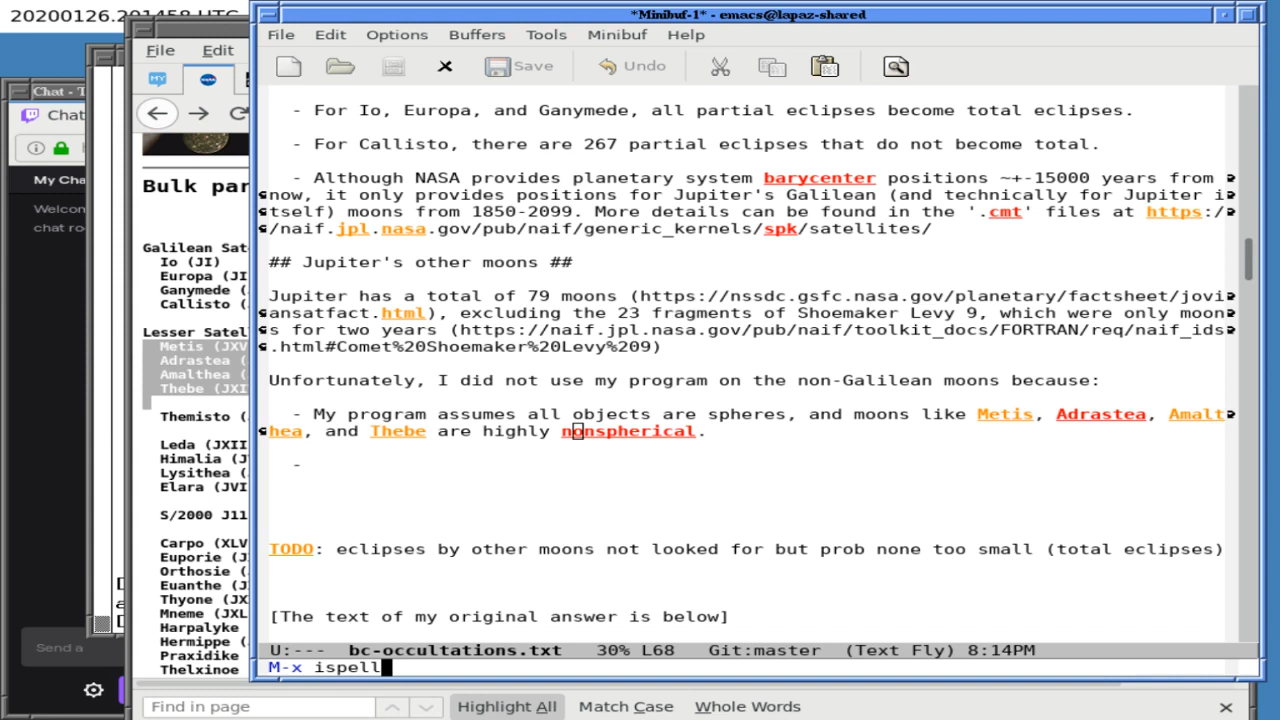 20200126.201458 UTC
*Minibuf-1* - emacs@lapaz-shared
File Edit Options Buffers Tools Minibuf Help
Save Undo
- For Io, Europa, and Ganymede, all partial eclipses become total eclipses.
- For Callisto, there are 267 partial eclipses that do not become total.
- Although NASA provides planetary system barycenter positions ~+-15000 years from
now, it only provides positions for Jupiter's Galilean (and technically for Jupiter i
tself) moons from 1850-2099. More details can be found in the '.cmt' files at https:/
/naif.jpl.nasa.gov/pub/naif/generic_kernels/spk/satellites/
## Jupiter's other moons ##
Jupiter has a total of 79 moons (https://nssdc.gsfc.nasa.gov/planetary/factsheet/jovi
ansatfact.html), excluding the 23 fragments of Shoemaker Levy 9, which were only moon
s for two years (https://naif.jpl.nasa.gov/pub/naif/toolkit_docs/FORTRAN/req/naif_ids
.html#Comet%20Shoemaker%20Levy%209)
Unfortunately, I did not use my program on the non-Galilean moons because:
- My program assumes all objects are spheres, and moons like Metis, Adrastea, Amalt
hea, and Thebe are highly nonspherical.
-
TODO: eclipses by other moons not looked for but prob none too small (total eclipses)
[The text of my original answer is below]
U:--- bc-occultations.txt 30% L68 Git:master (Text Fly) 8:14PM
M-x ispell
File Edit
MY
Bulk par
Galilean Sat
Io (JI)
Europa (JI
Ganymede (
Callisto (
Lesser Satel
Metis (JXV
Adrastea (
Amalthea (
Thebe (JXI
Themisto (
Leda (JXII
Himalia (
Lysithea (
Elara (JVI
S/2000 J11
Carpo (XLV
Euporie (J
Orthosie (
Euanthe (J
Thyone (JX
Mneme (JXL
Harpalyke
Hermippe (
Praxidike
Thelxinoe
Find in page Highlight All Match Case Whole Words
Chat - T
Chat
My Cha
Welcon
chat ro
Send a